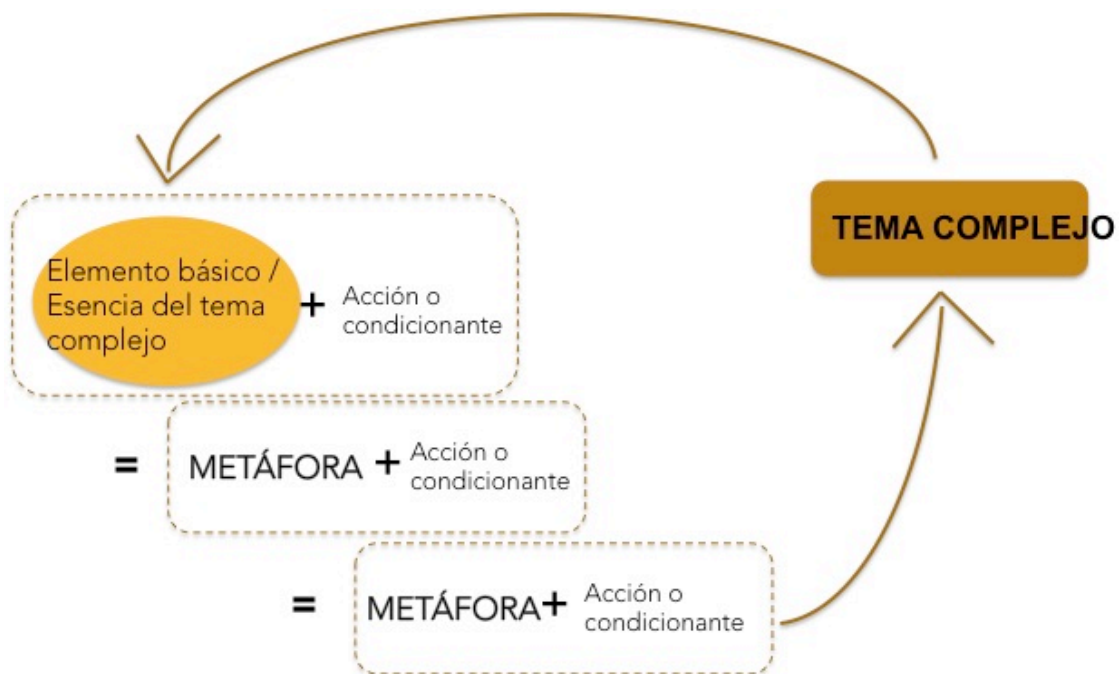 TEMA COMPLEJO
Elemento básico /
Esencia del tema
complejo
+
Acción o
condicionante
=
METÁFORA +
Acción o
condicionante
=
METÁFORA+
Acción o
condicionante